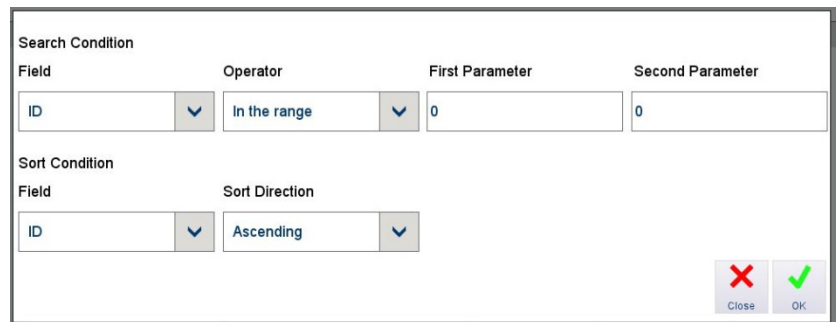 Search Condition
Field Operator First Parameter Second Parameter
ID In the range 0 0
Sort Condition
Field Sort Direction
ID Ascending
Close OK